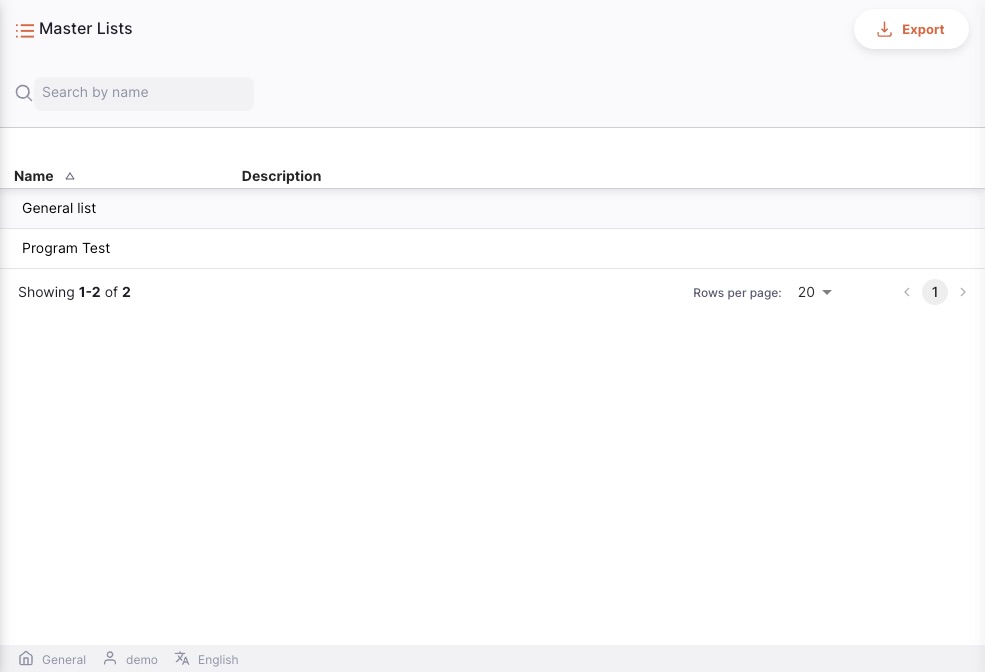 Master Lists
Export
Search by name
Name Description
General list
Program Test
Showing 1-2 of 2 Rows per page: 20 1
General demo English